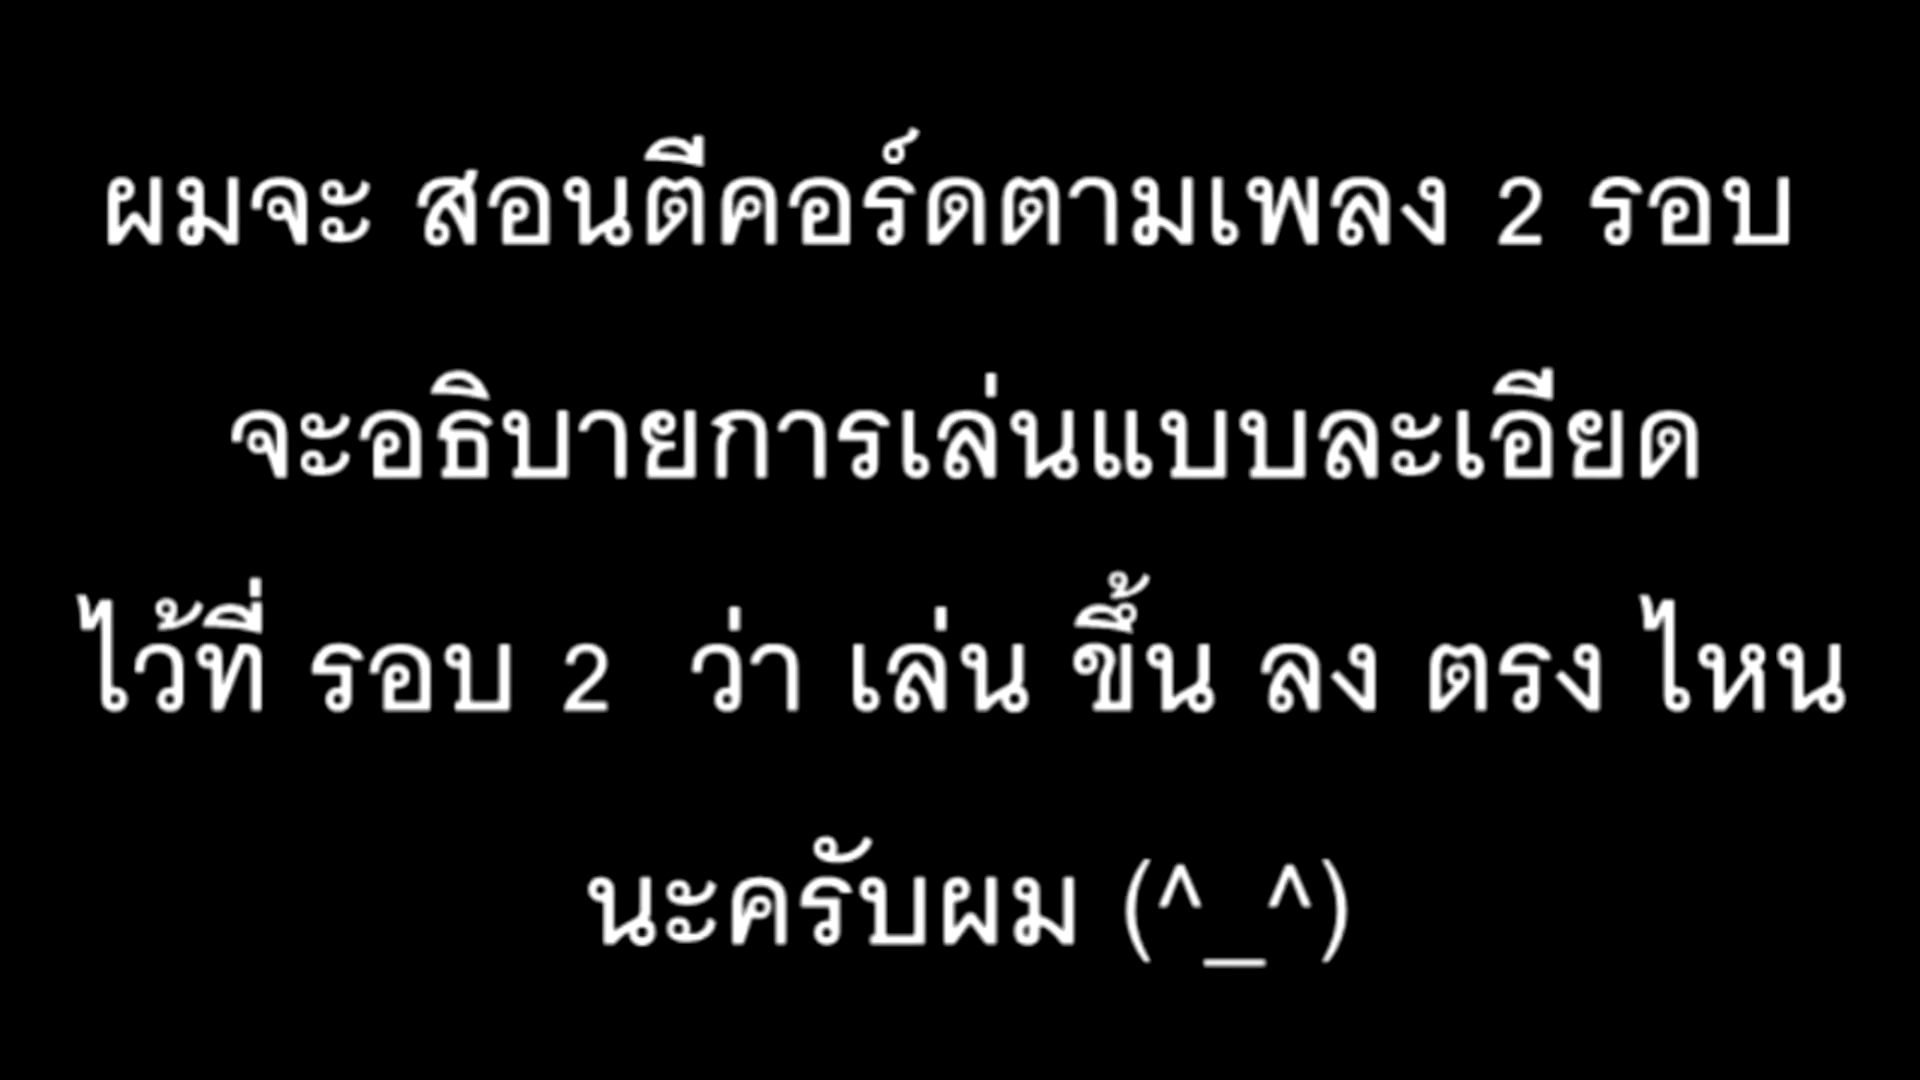 ผมจะ สอนตีคอร์ดตามเพลง 2 รอบ
จะอธิบายการเล่นแบบละเอียด
ไว้ที่ รอบ 2 ว่า เล่น ขึ้น ลง ตรง ไหน
นะครับผม (^_^)